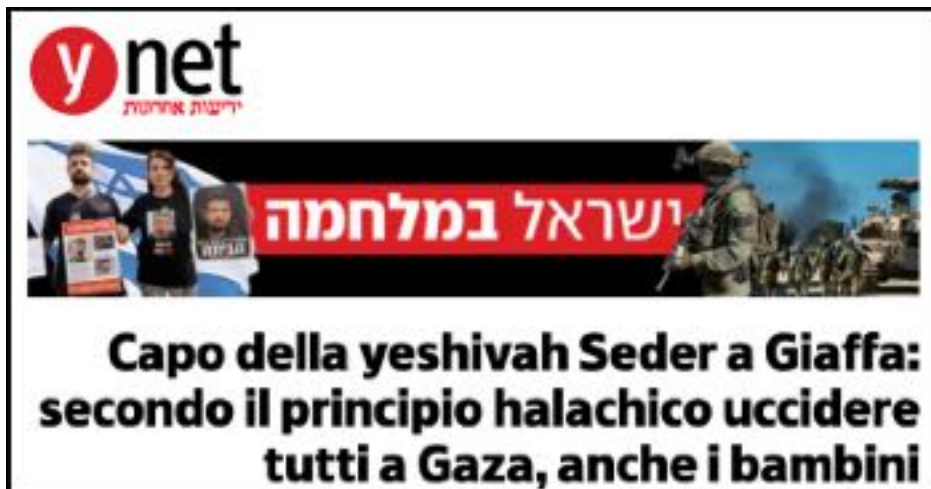 ynet
ידיעות אחרונות
ישראל במלחמה
Capo della yeshivah Seder a Giaffa:
secondo il principio halachico uccidere
tutti a Gaza, anche i bambini